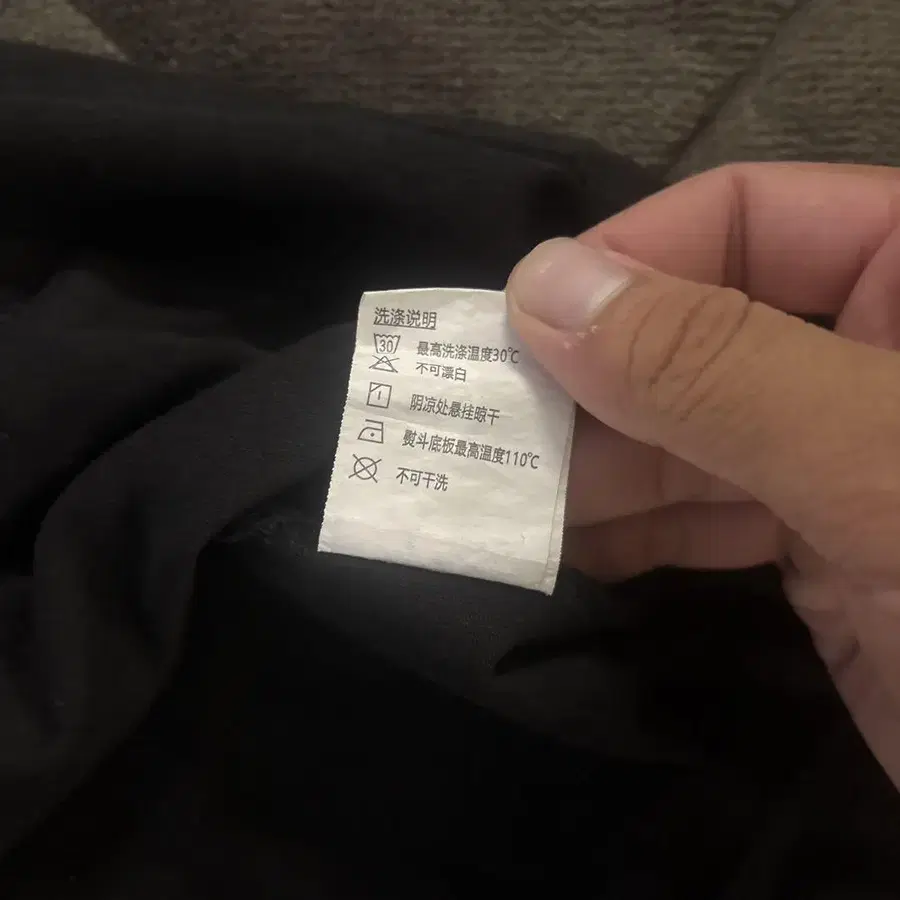 洗涤说明
30 最高洗涤温度30℃
不可漂白
阴凉处悬挂晾干
熨斗底板最高温度110℃
不可干洗